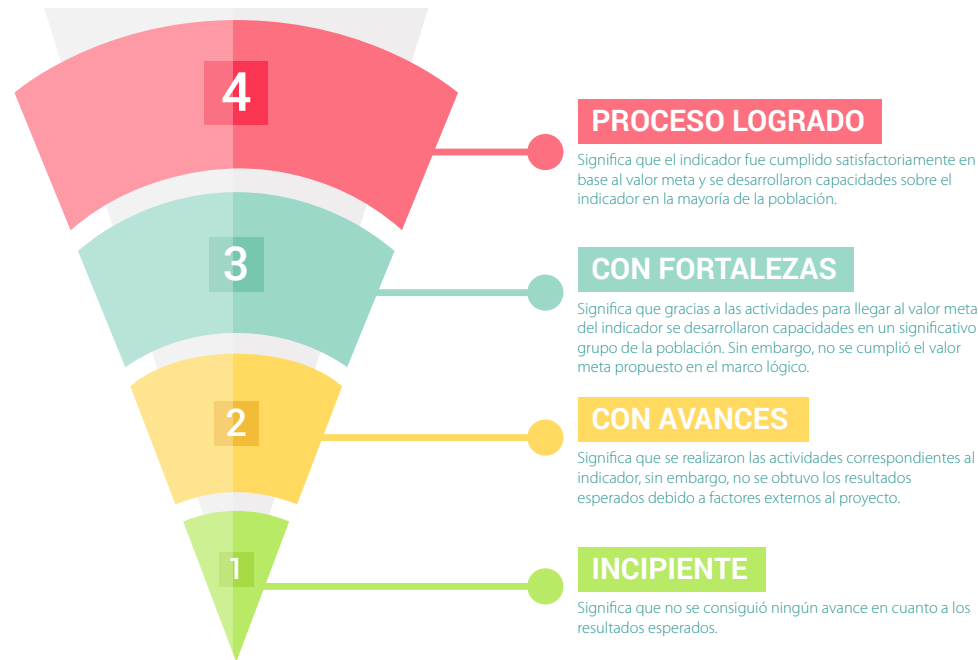 4
PROCESO LOGRADO
Significa que el indicador fue cumplido satisfactoriamente en
base al valor meta y se desarrollaron capacidades sobre el
indicador en la mayoría de la población.
3
CON FORTALEZAS
Significa que gracias a las actividades para llegar al valor meta
del indicador se desarrollaron capacidades en un significativo
grupo de la población. Sin embargo, no se cumplió el valor
meta propuesto en el marco lógico.
2
CON AVANCES
Significa que se realizaron las actividades correspondientes al
indicador, sin embargo, no se obtuvo los resultados
esperados debido a factores externos al proyecto.
1
INCIPIENTE
Significa que no se consiguió ningún avance en cuanto a los
resultados esperados.